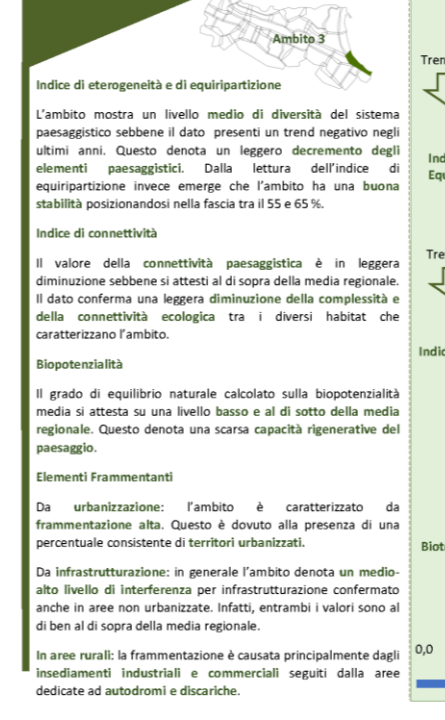 Ambito 3
Indice di eterogeneità e di equiripartizione
L'ambito mostra un livello medio di diversità del sistema
paesaggistico sebbene il dato presenti un trend negativo negli
ultimi anni. Questo denota un leggero decremento degli
elementi paesaggistici. Dalla lettura dell'indice di
equiripartizione invece emerge che l'ambito ha una buona
stabilità posizionandosi nella fascia tra il 55 e 65 %.
Indice di connettività
Il valore della connettività paesaggistica è in leggera
diminuzione sebbene si attesti al di sopra della media regionale.
Il dato conferma una leggera diminuzione della complessità e
della connettività ecologica tra i diversi habitat che
caratterizzano l'ambito.
Biopotenzialità
Il grado di equilibrio naturale calcolato sulla biopotenzialità
media si attesta su una livello basso e al di sotto della media
regionale. Questo denota una scarsa capacità rigenerative del
paesaggio.
Elementi Frammentanti
Da urbanizzazione: l'ambito è caratterizzato da
frammentazione alta. Questo è dovuto alla presenza di una
percentuale consistente di territori urbanizzati.
Da infrastrutturazione: in generale l'ambito denota un medio-
alto livello di interferenza per infrastrutturazione confermato
anche in aree non urbanizzate. Infatti, entrambi i valori sono al
di ben al di sopra della media regionale.
In aree rurali: la frammentazione è causata principalmente dagli
insediamenti industriali e commerciali seguiti dalla aree
dedicate ad autodromi e discariche.
Tren
Ind
Equ
Tre
Indic
Biot
0,0